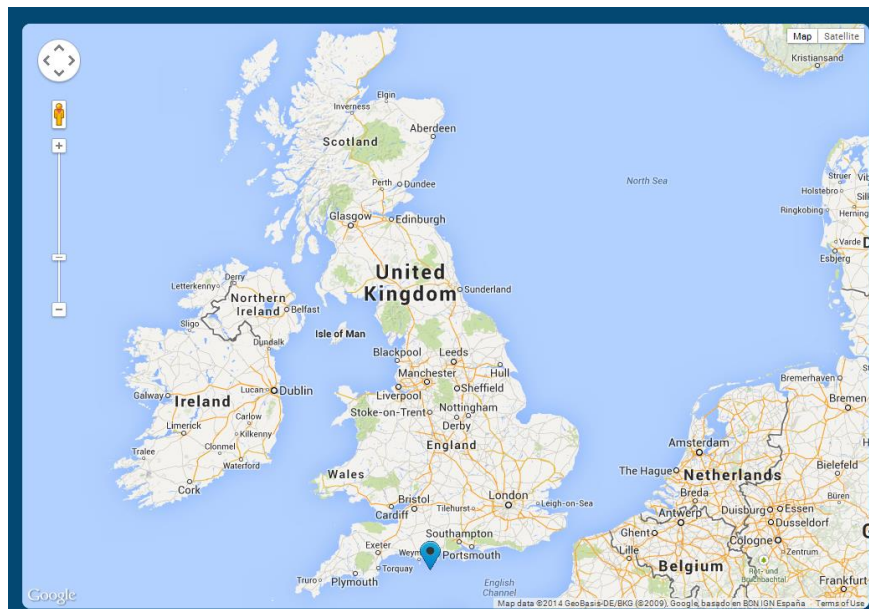 Map Satellite
Kristiansand
Elgin
Inverness
Aberdeen
Scotland
North Sea
Struer
Holstebro
Perth
Dundee
Ringkobing
Herning
Glasgow
Edinburgh
Varde
Esbjerg
United
Kingdom
Letterkenny
Derry
Sunderland
Northern
Ireland
Belfast
Sligo
Isle of Man
Dundalk
Blackpool
Leeds
Hull
Manchester
Bremerhaven
Lucan
Dublin
Liverpool
Sheffield
Galway
Ireland
Bremen
Carlow
Stoke-on-Trent
Nottingham
Limerick
Kilkenny
Derby
Clonmel
England
Amsterdam
Tralee
Waterford
Wales
The Hague
Netherlands
Bielefeld
Cork
Bristol
London
Leigh-on-Sea
Breda
Büren
Cardiff
Tilehurst
Duisburg
Essen
Antwerp
Dusseldorf
Southampton
Ghent
Exeter
Weym
Portsmouth
Lille
Cologne
Zentrum
Torquay
Belgium
Truro
Plymouth
English
Channel
Frankfurt
Google
Map data ©2014 GeoBasis-DE/BKG (©2009), Google, basado en BCN IGN España Terms of Use